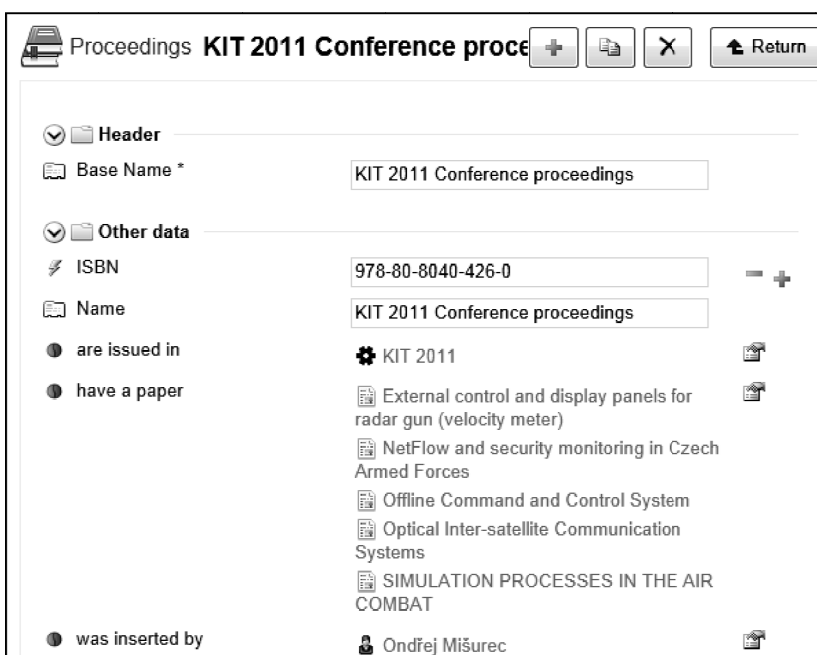 Proceedings KIT 2011 Conference proce
Return
Header
Base Name * KIT 2011 Conference proceedings
Other data
ISBN 978-80-8040-426-0
Name KIT 2011 Conference proceedings
are issued in KIT 2011
have a paper External control and display panels for
radar gun (velocity meter)
NetFlow and security monitoring in Czech
Armed Forces
Offline Command and Control System
Optical Inter-satellite Communication
Systems
SIMULATION PROCESSES IN THE AIR
COMBAT
was inserted by Ondřej Mišurec